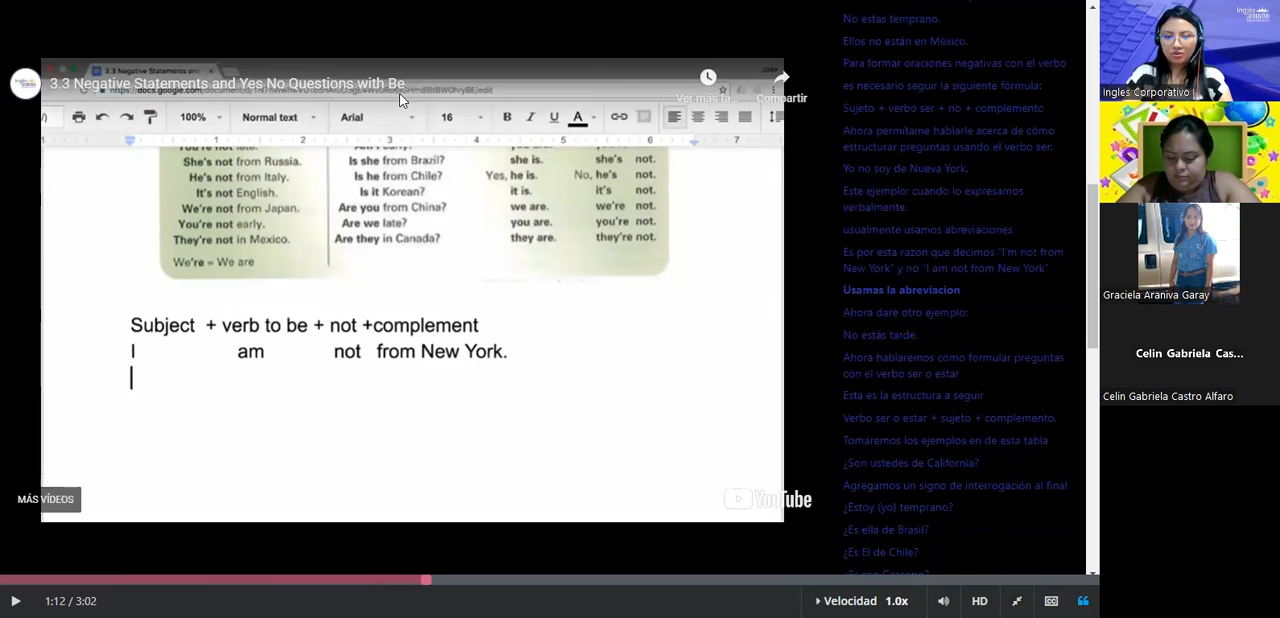 3.3 Negative Statements and Yes No Questions with Be
Ver más ta...
Compartir
100%
Normal text
Arial
16
B I U A
1 2 3 4 5 6 7
She's not from Russia.
He's not from Italy.
It's not English.
We're not from Japan.
You're not early.
They're not in Mexico.
We're = We are
Is she from Brazil?
Is he from Chile?
Is it Korean?
Are you from China?
Are we late?
Are they in Canada?
she is.
Yes, he is.
it is.
we are.
you are.
they are.
she's not.
No, he's not.
it's not.
we're not.
you're not.
they're not.
Subject + verb to be + not +complement
I am not from New York.
MÁS VÍDEOS
YouTube
1:12 / 3:02
Velocidad 1.0x
HD
No estas temprano.
Ellos no están en México.
Para formar oraciones negativas con el verbo
es necesario seguir la siguiente fórmula:
Sujeto + verbo ser + no + complemento
Ahora permítame hablarle acerca de cómo
estructurar preguntas usando el verbo ser:
Yo no soy de Nueva York.
Este ejemplo: cuando lo expresamos
verbalmente.
usualmente usamos abreviaciones
Es por esta razon que decimos "I'm not from
New York" y no "I am not from New York"
Usamas la abreviacion
Ahora daré otro ejemplo:
No estás tarde.
Ahora hablaremos como formular preguntas
con el verbo ser o estar
Esta es la estructura a seguir
Verbo ser o estar + sujeto + complemento.
Tomaremos los ejemplos en de esta tabla
¿Son ustedes de California?
Agregamos un signo de interrogación al final
¿Estoy (yo) temprano?
¿Es ella de Brasil?
¿Es El de Chile?
Ingles Corporativo I
Graciela Araniva Garay
Celin Gabriela Cas...
Celin Gabriela Castro Alfaro